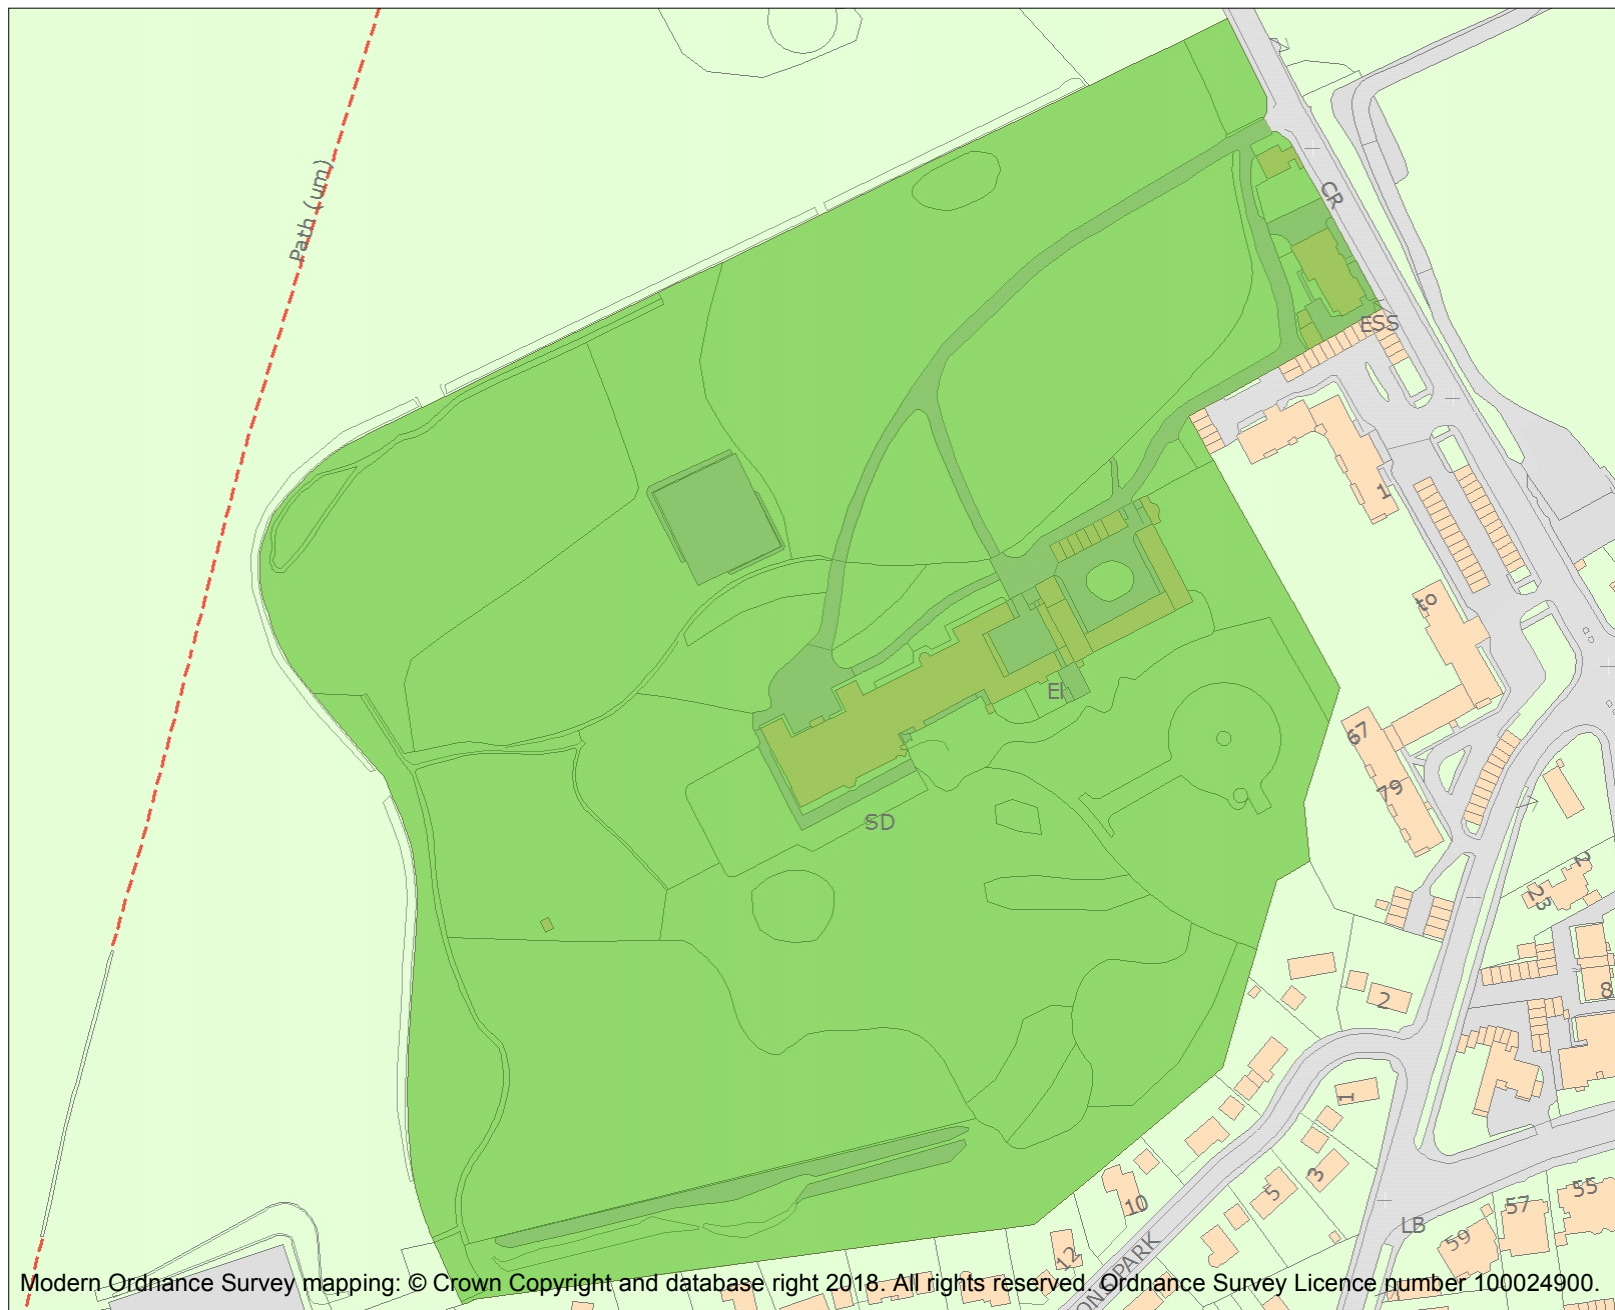 Path (um)
CR
ESS
1
to
El
67
79
SD
2
23
2
8
1
3
5
10
12
55
57
59
LB
Modern Ordnance Survey mapping: © Crown Copyright and database right 2018. All rights reserved. Ordnance Survey Licence number 100024900.